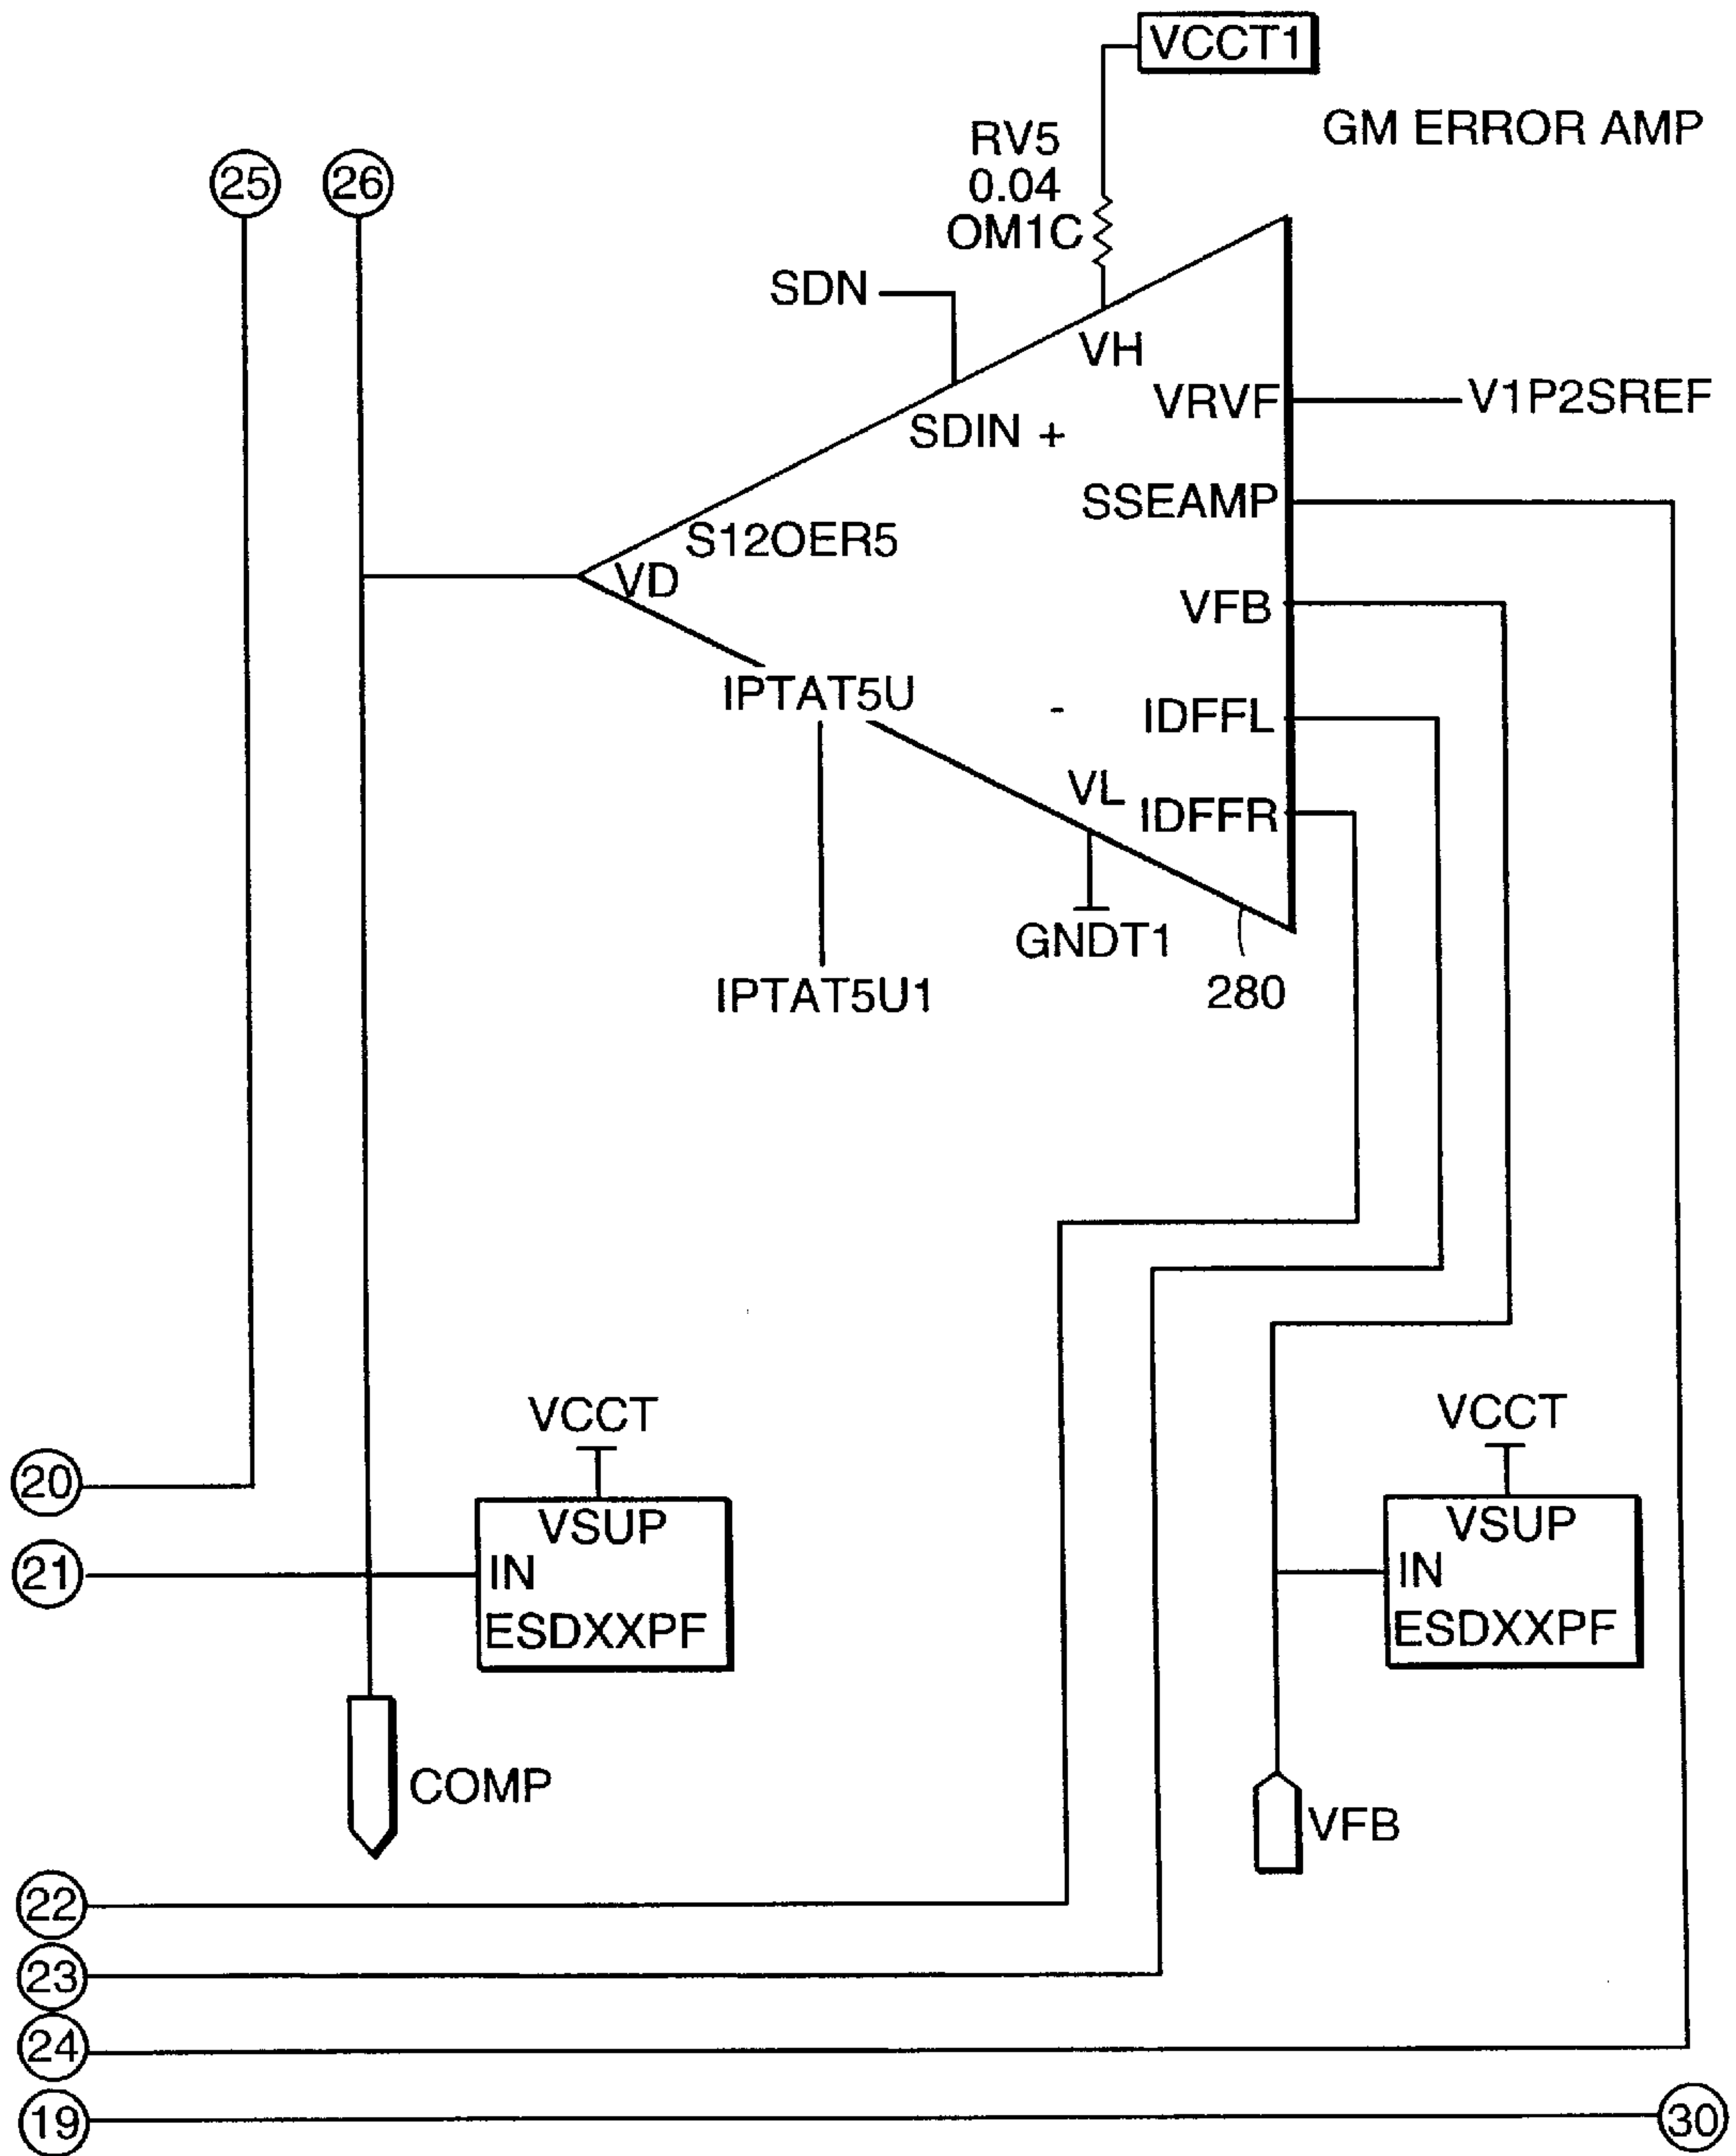 VCCT1
GM ERROR AMP
RV5
0.04
OM1C
25
26
SDN
VH
VRVF
V1P2SREF
SDIN +
SSEAMP
S12OER5
VD
VFB
IPTAT5U
-
IDFFL
VL
IDFFR
GNDT1
280
IPTAT5U1
VCCT
VCCT
20
VSUP
VSUP
21
IN
IN
ESDXXPF
ESDXXPF
COMP
VFB
22
23
24
19
30